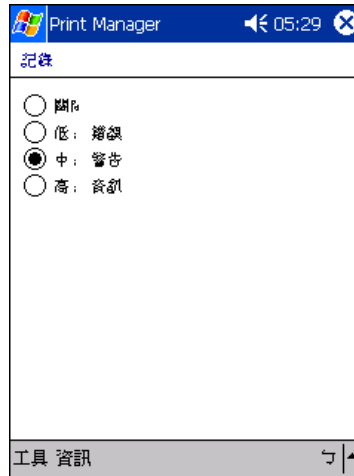 Print Manager 05:29
記錄
關閉
低： 錯誤
中： 警告
高： 資訊
工具 資訊 ㄅ